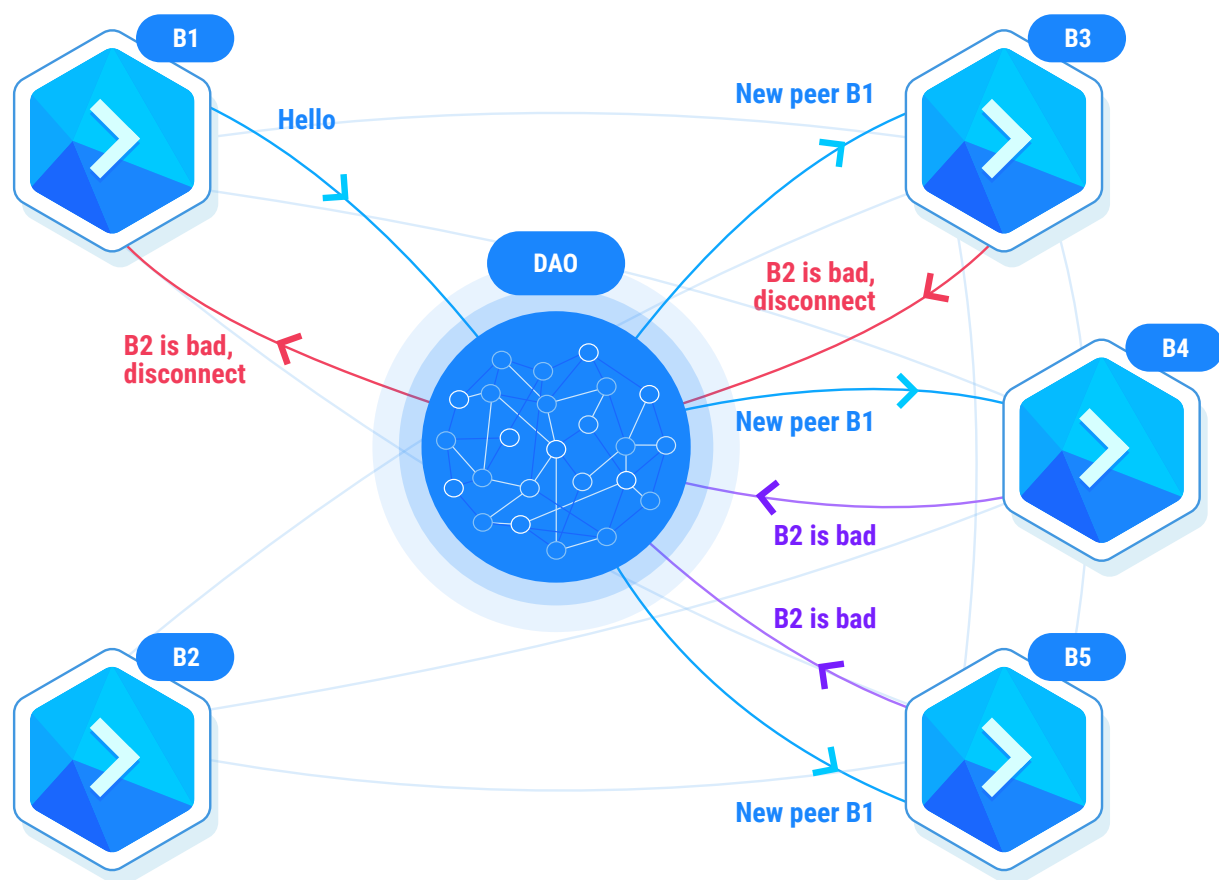 B1
B3
New peer B1
Hello
DAO
B2 is bad,
disconnect
B2 is bad,
disconnect
B4
New peer B1
B2 is bad
B2 is bad
B2
B5
New peer B1